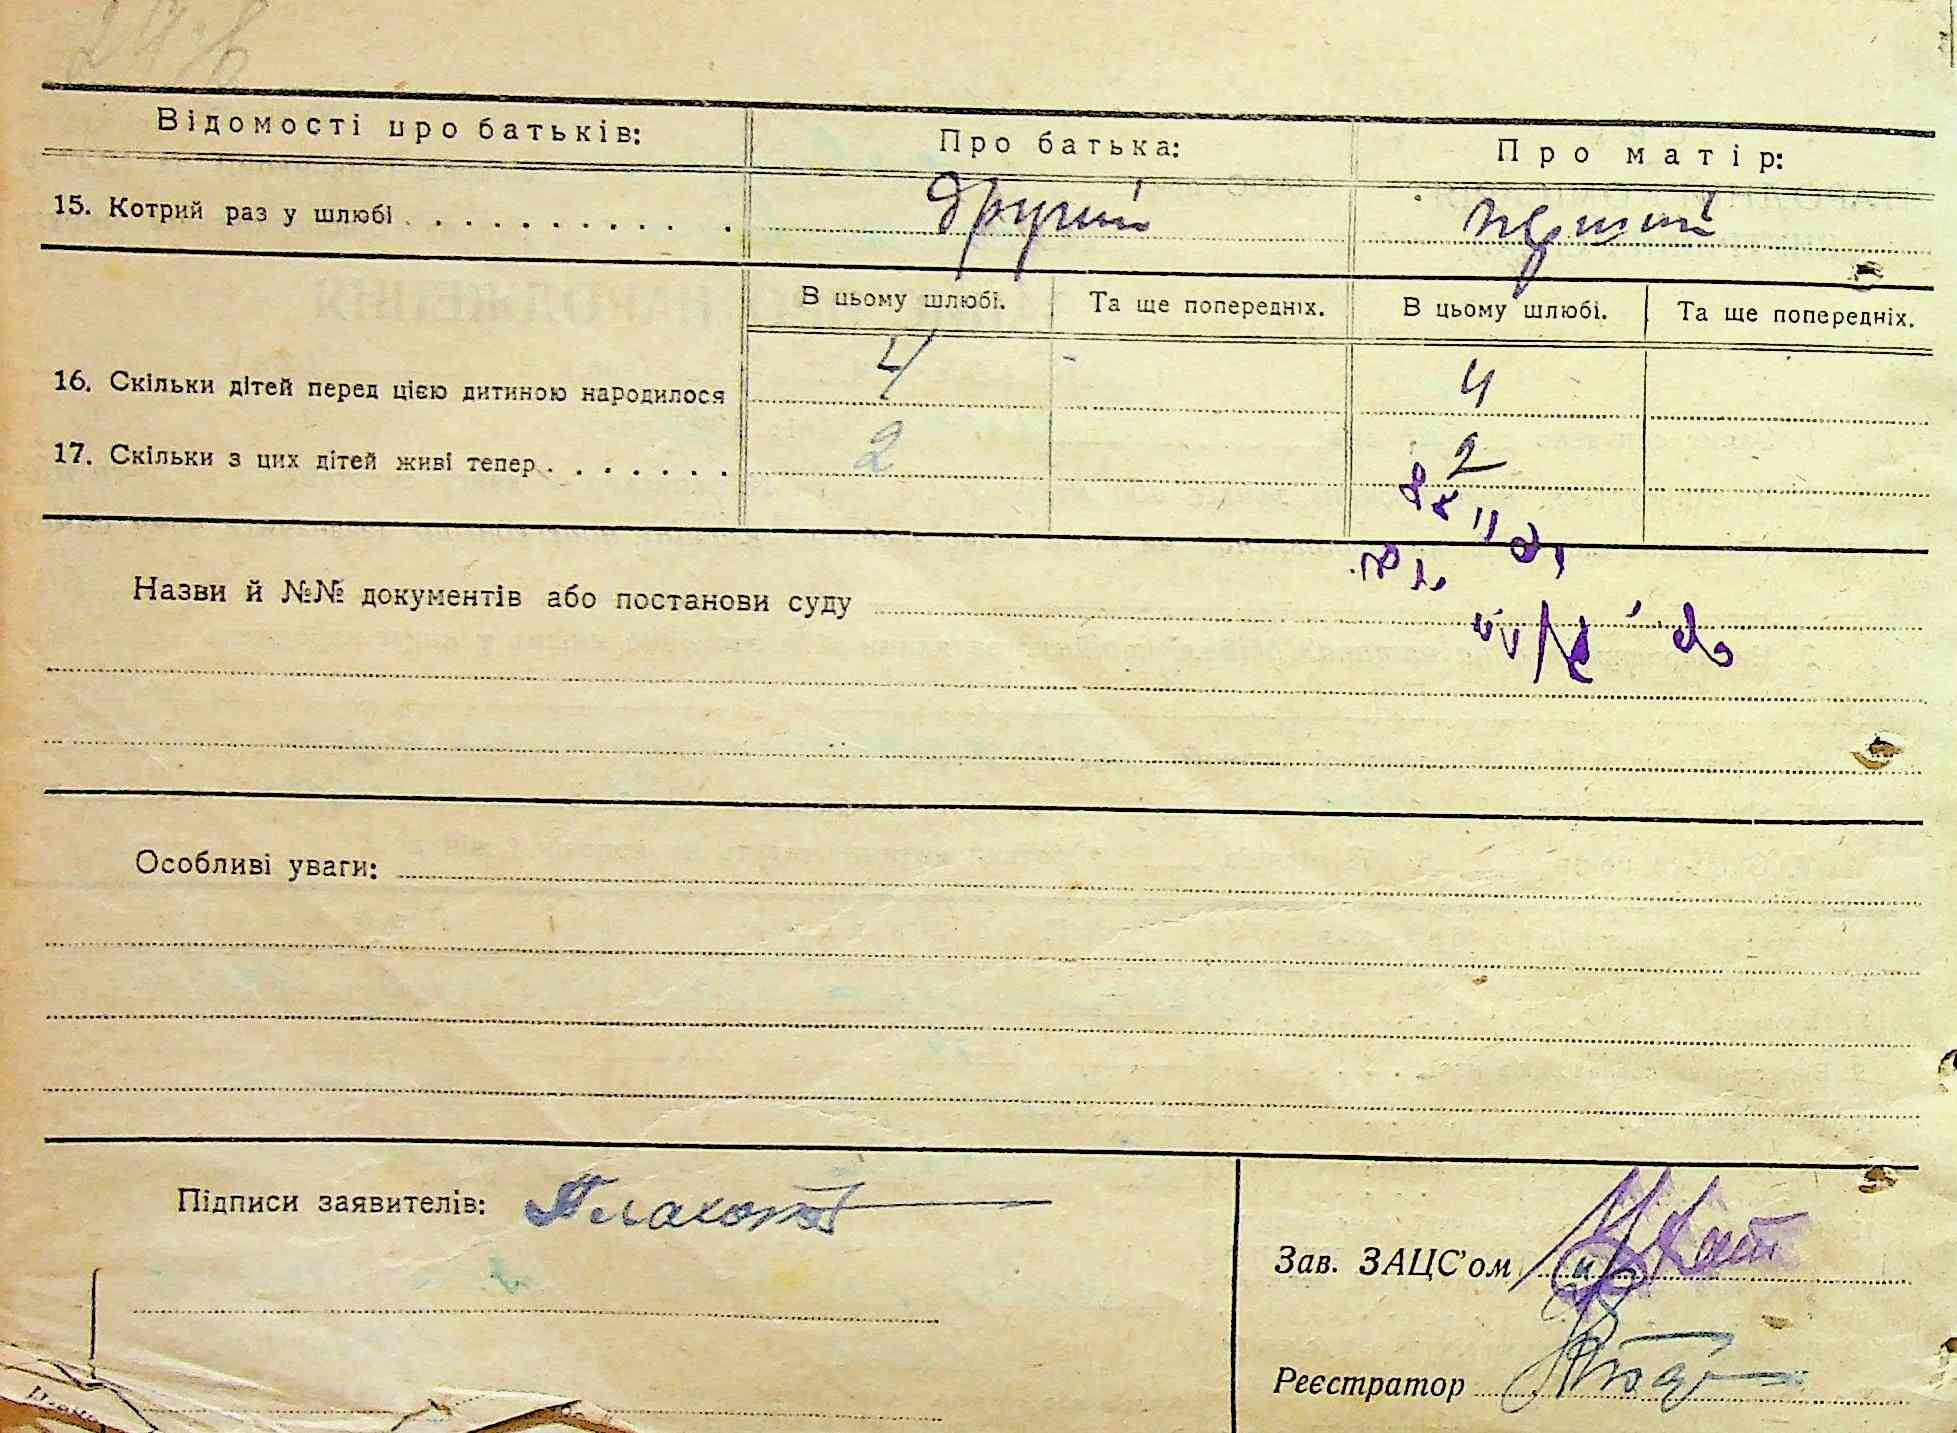 Відомості про батьків: Про батька: Про матір:
15. Котрий раз у шлюбі . . . . . . . . . . . другий перший
В цьому шлюбі. Та ще попередніх. В цьому шлюбі. Та ще попередніх.
16. Скільки дітей перед цією дитиною народилося 4 - 4
17. Скільки з цих дітей живі тепер . . . . . . . 2 2
Назви й №№ документів або постанови суду
Особливі уваги:
Підписи заявителів:
Зав. ЗАЦС'ом
Реєстратор